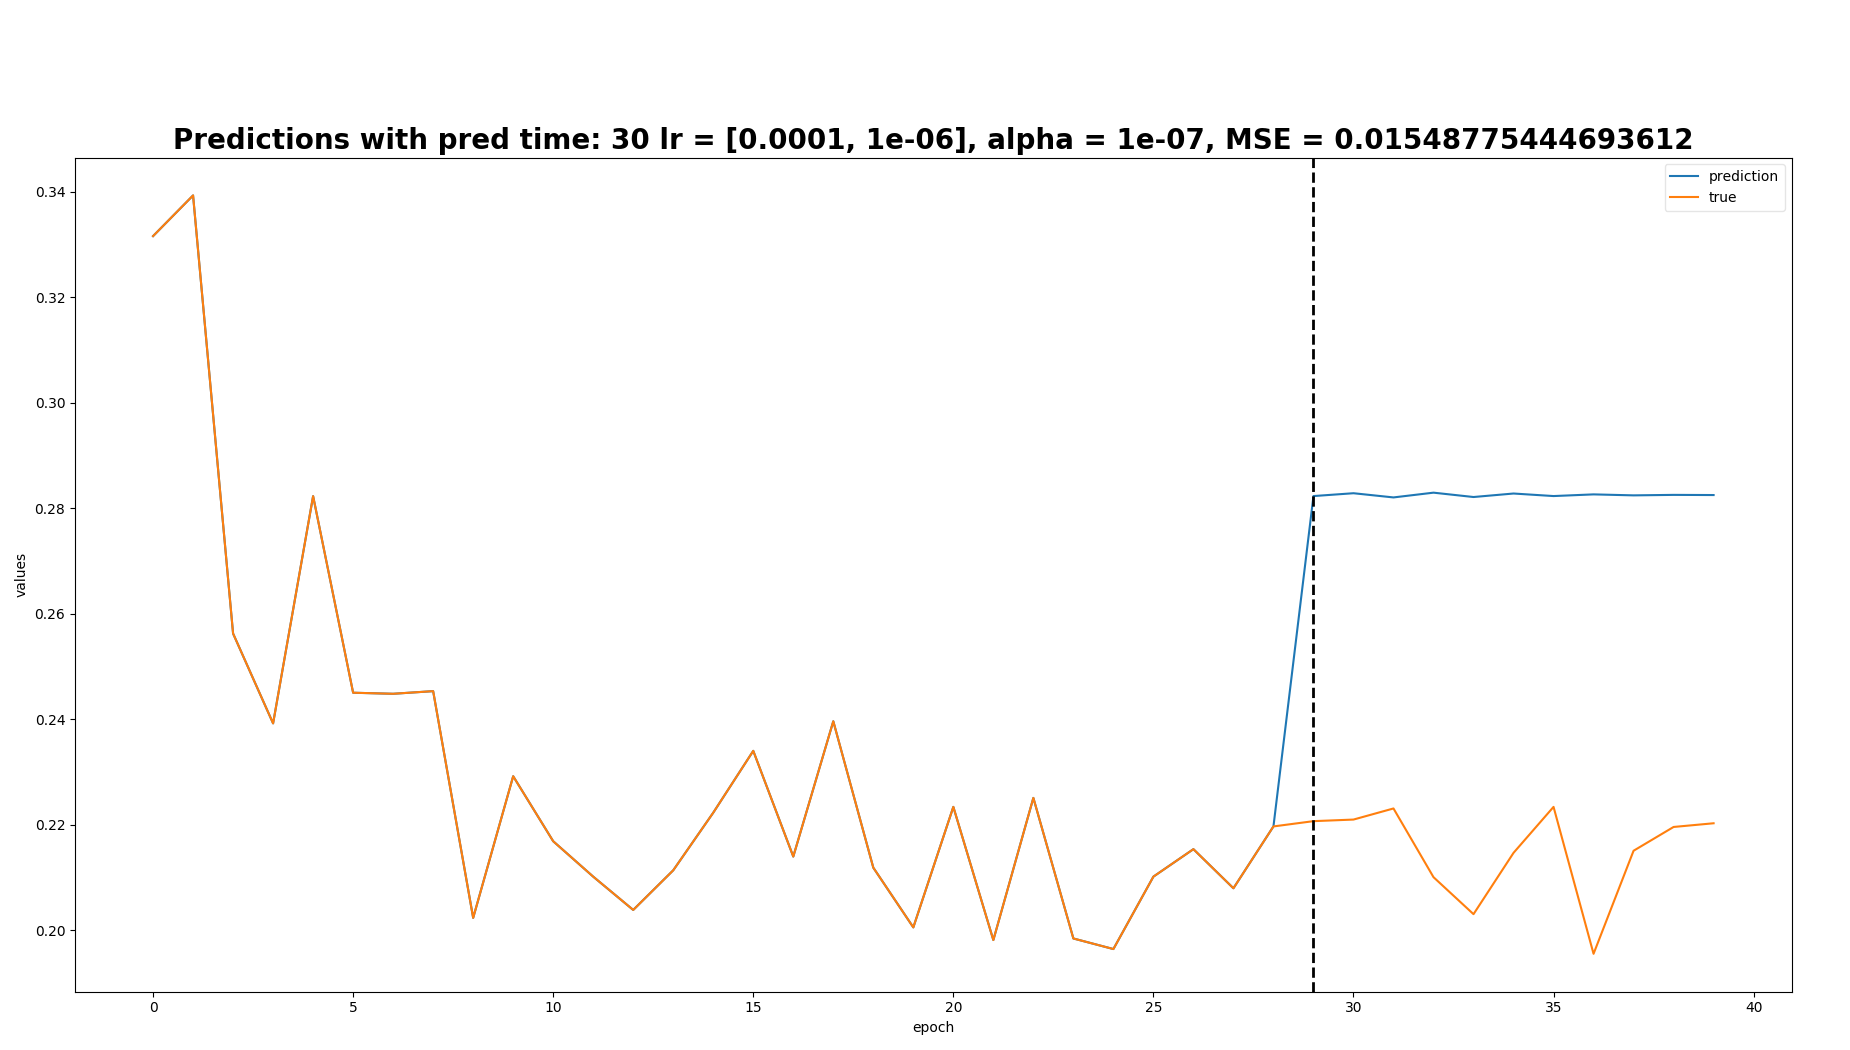 Predictions with pred time: 30 lr = [0.0001, 1e-06], alpha = 1e-07, MSE = 0.01548775444693612
prediction
true
0.34
0.32
0.30
0.28
0.26
0.24
0.22
0.20
values
0 5 10 15 20 25 30 35 40
epoch